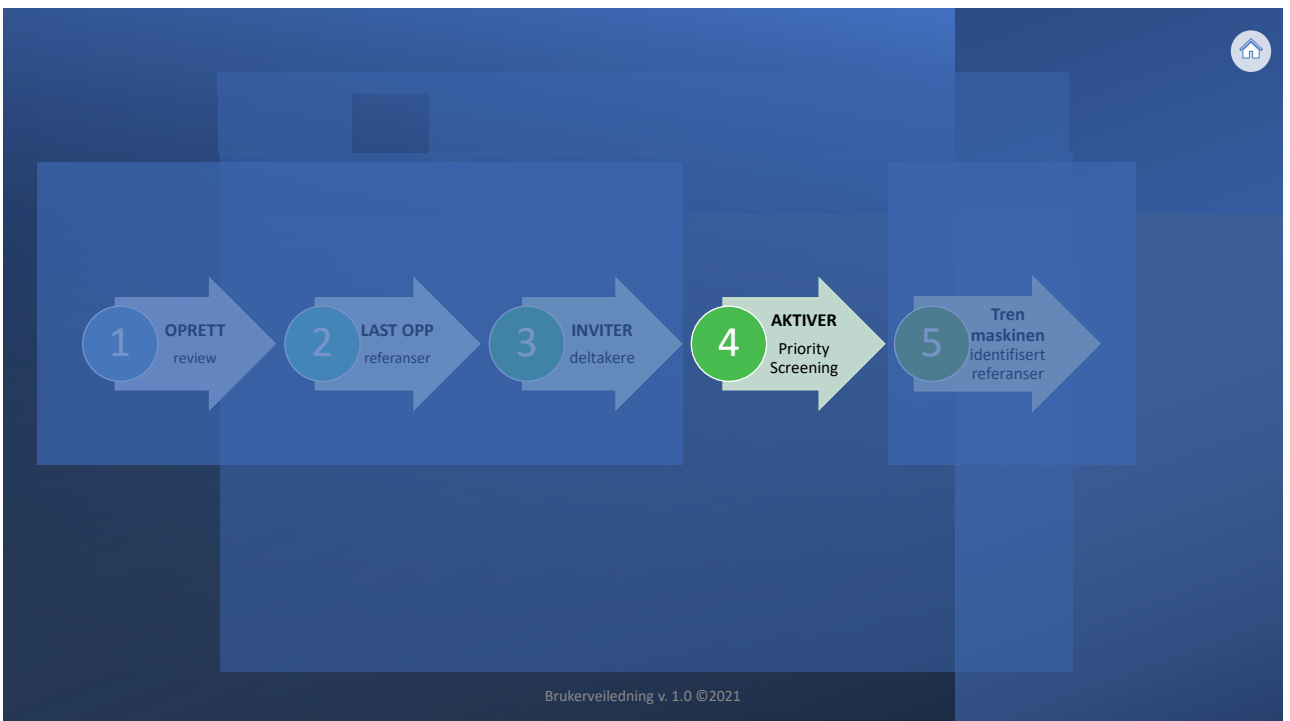 1
OPRETT
review
2
LAST OPP
referanser
3
INVITER
deltakere
4
AKTIVER
Priority
Screening
5
Tren
maskinen
identifisert
referanser
Brukerveiledning v. 1.0 ©2021